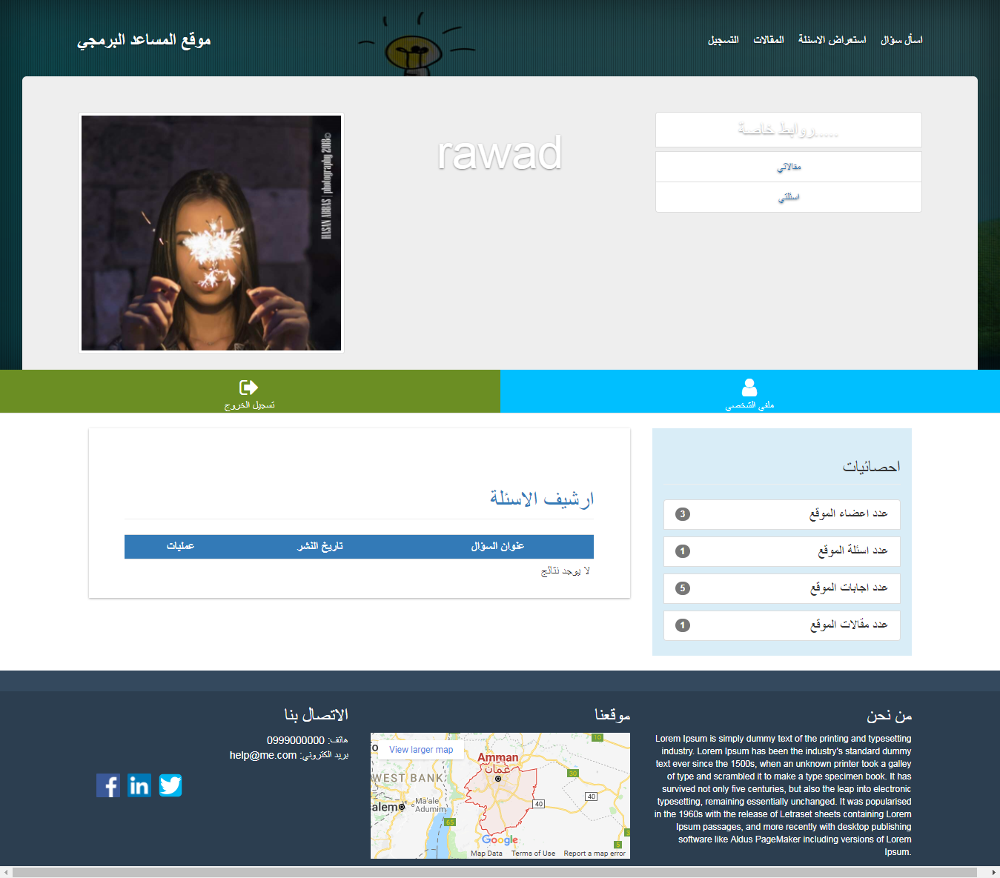 موقع المساعد البرمجي
اسأل سؤال
استعراض الاسئلة
المقالات
التسجيل
HASAN ABBAS | photography 2018©
rawad
روابط خاصة.....
مقالاتي
اسئلتي
ملفي الشخصي
تسجيل الخروج
احصائيات
عدد اعضاء الموقع 3
عدد اسئلة الموقع 1
عدد اجابات الموقع 5
عدد مقالات الموقع 1
ارشيف الاسئلة
عنوان السؤال تاريخ النشر عمليات
لا يوجد نتائج
من نحن
Lorem Ipsum is simply dummy text of the printing and typesetting
industry. Lorem Ipsum has been the industry's standard dummy
text ever since the 1500s, when an unknown printer took a galley
of type and scrambled it to make a type specimen book. It has
survived not only five centuries, but also the leap into electronic
typesetting, remaining essentially unchanged. It was popularised
in the 1960s with the release of Letraset sheets containing Lorem
Ipsum passages, and more recently with desktop publishing
software like Aldus PageMaker including versions of Lorem
Ipsum.
موقعنا
View larger map
10
Amman
عمان
30
WEST BANK
40
40
Ma'ale
Adumim
alem
65
5
Google
Map Data Terms of Use Report a map error
الاتصال بنا
هاتف: 0999000000
بريد الكتروني: help@me.com
f
in